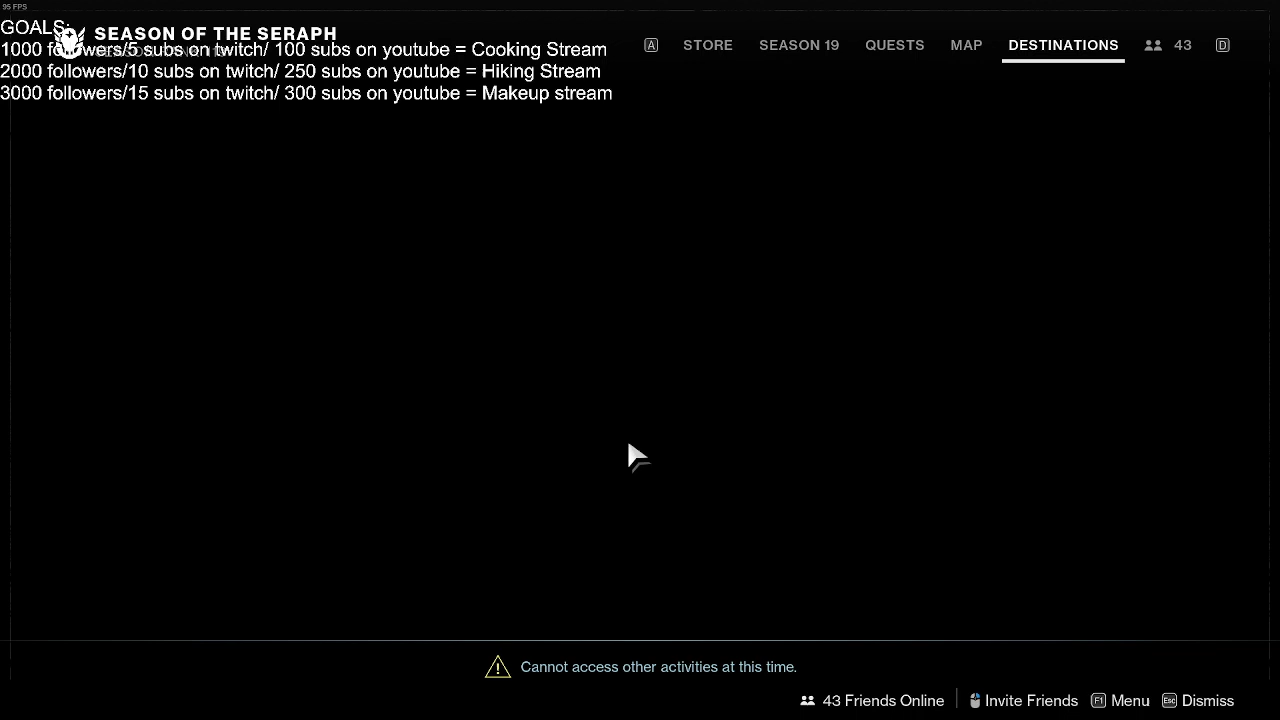 95 FPS
GOALS:
SEASON OF THE SERAPH
1000 followers/5 subs on twitch/ 100 subs on youtube = Cooking Stream
2000 followers/10 subs on twitch/ 250 subs on youtube = Hiking Stream
3000 followers/15 subs on twitch/ 300 subs on youtube = Makeup stream
A STORE SEASON 19 QUESTS MAP DESTINATIONS 43 D
Cannot access other activities at this time.
43 Friends Online Invite Friends F1 Menu Esc Dismiss